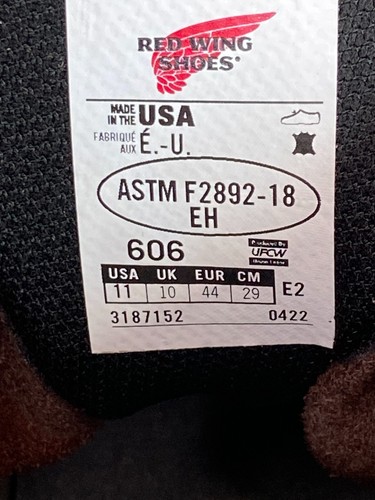 RED WING
SHOES®
MADE IN THE USA
FABRIQUÉ AUX É.-U.
ASTM F2892-18
EH
606
Produced By
UFCW
USA UK EUR CM
11 10 44 29 E2
3187152 0422